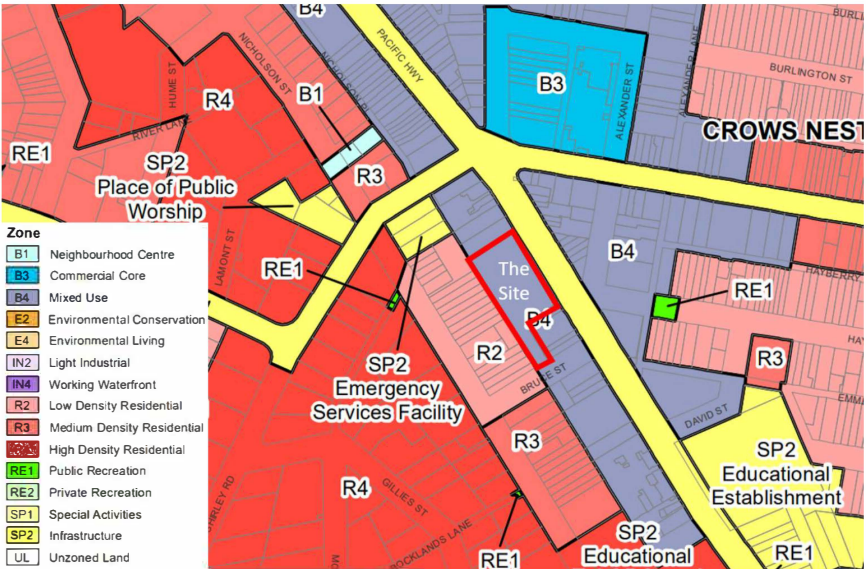 B4
PACIFIC HWY
NICHOLSON ST
NICHOLSON PL
HUME ST
R4
B1
B3
ALEXANDER ST
ALEXANDER LANE
BURLINGTON ST
CROWS NEST
RIVER LANE
RE1
SP2
Place of Public
Worship
R3
LAMONT ST
RE1
The
Site
B4
B4
HAYBERRY
RE1
R3
R2
BRUCE ST
SP2
Emergency
Services Facility
DAVID ST
SP2
Educational
Establishment
R3
R4
GILLIES ST
ROCKLANDS LANE
RE1
SP2
Educational
RE1
Zone
B1 Neighbourhood Centre
B3 Commercial Core
B4 Mixed Use
E2 Environmental Conservation
E4 Environmental Living
IN2 Light Industrial
IN4 Working Waterfront
R2 Low Density Residential
R3 Medium Density Residential
High Density Residential
RE1 Public Recreation
RE2 Private Recreation
SP1 Special Activities
SP2 Infrastructure
UL Unzoned Land